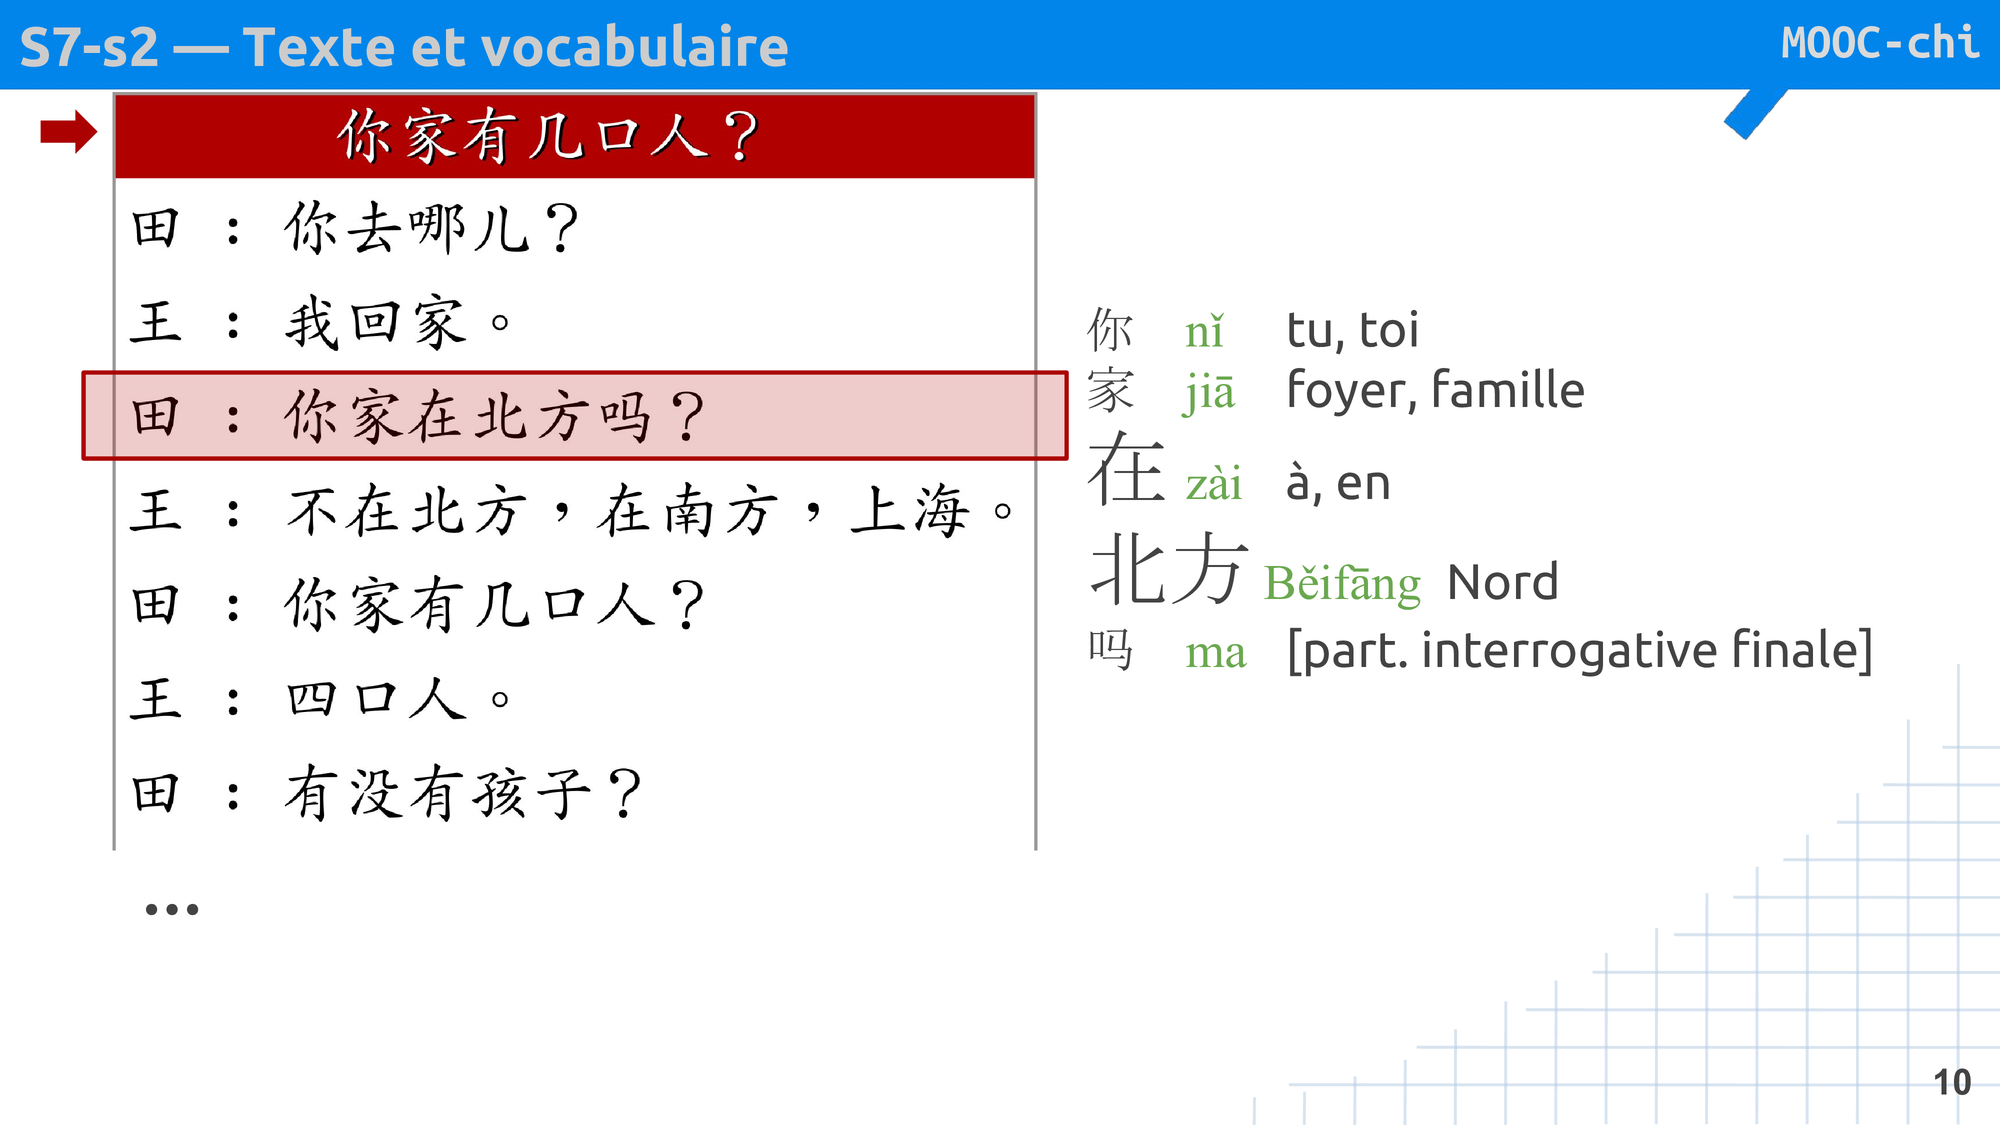 S7-s2 — Texte et vocabulaire
MOOC-chi
你家有几口人？
田 ： 你去哪儿？
王 ： 我回家。
田 ： 你家在北方吗？
王 ： 不在北方，在南方，上海。
田 ： 你家有几口人？
王 ： 四口人。
田 ： 有没有孩子？
...
你 nǐ tu, toi
家 jiā foyer, famille
在 zài à, en
北方 Běifāng Nord
吗 ma [part. interrogative finale]
10